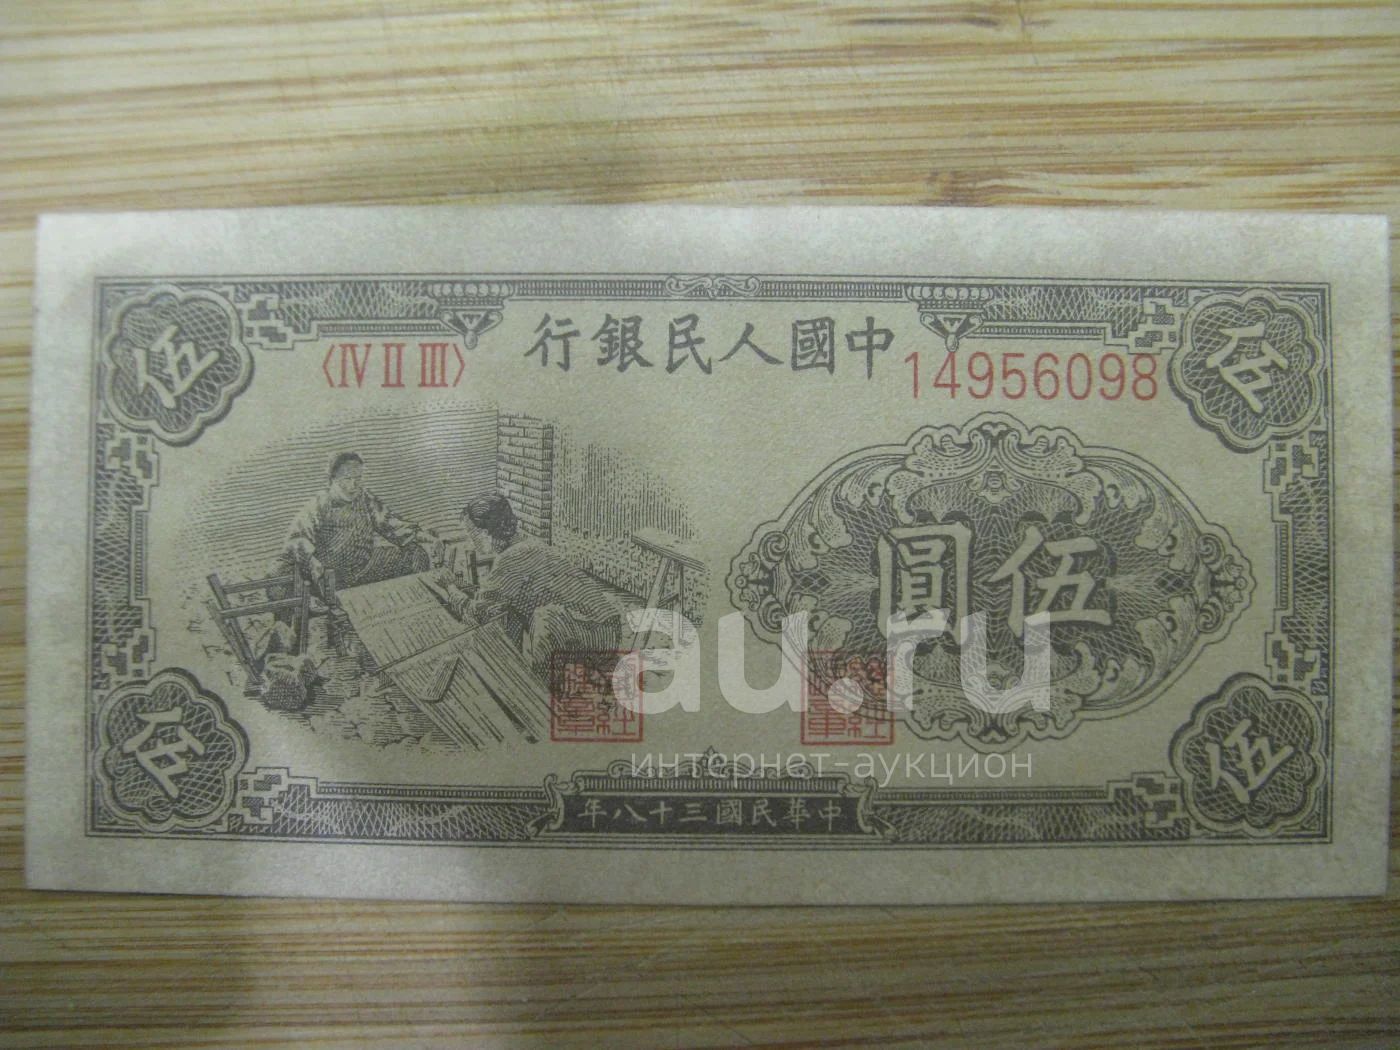 伍
伍
中國人民銀行
〈Ⅳ Ⅱ Ⅲ〉
14956098
伍圓
au.ru
интернет-аукцион
伍
伍
中華民國三十八年